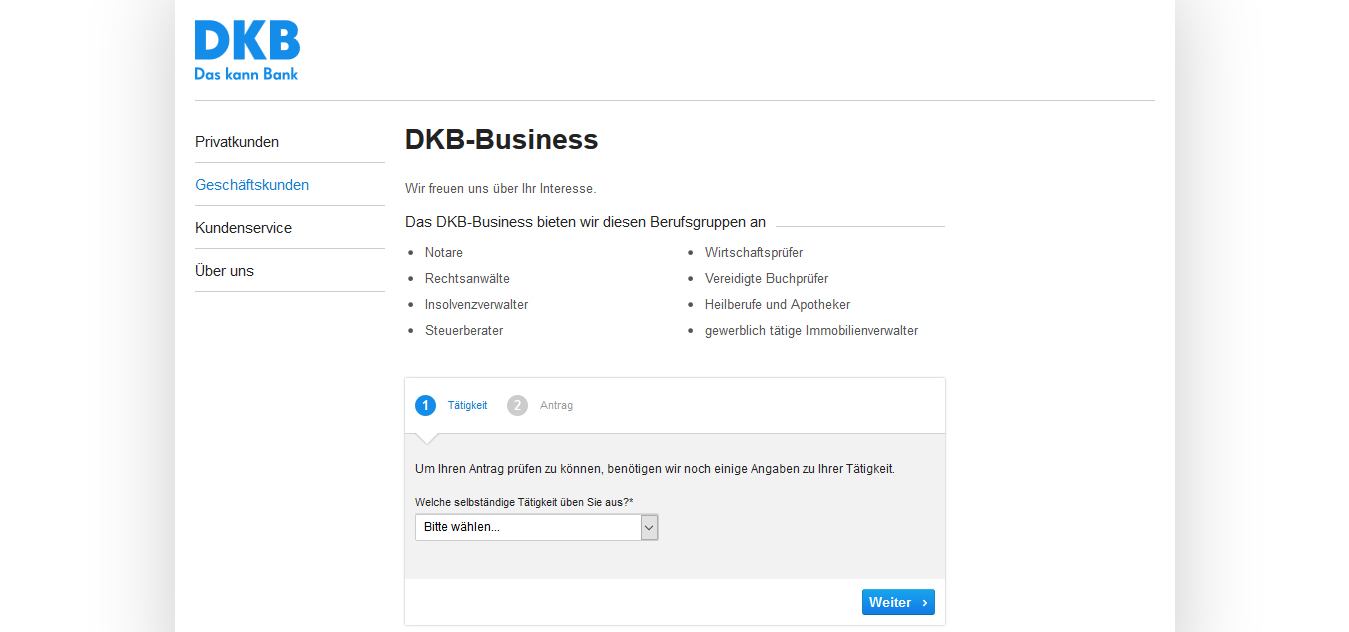 DKB
Das kann Bank
Privatkunden
Geschäftskunden
Kundenservice
Über uns
DKB-Business
Wir freuen uns über Ihr Interesse.
Das DKB-Business bieten wir diesen Berufsgruppen an
Notare
Rechtsanwälte
Insolvenzverwalter
Steuerberater
Wirtschaftsprüfer
Vereidigte Buchprüfer
Heilberufe und Apotheker
gewerblich tätige Immobilienverwalter
1 Tätigkeit 2 Antrag
Um Ihren Antrag prüfen zu können, benötigen wir noch einige Angaben zu Ihrer Tätigkeit.
Welche selbständige Tätigkeit üben Sie aus?*
Bitte wählen...
Weiter ›